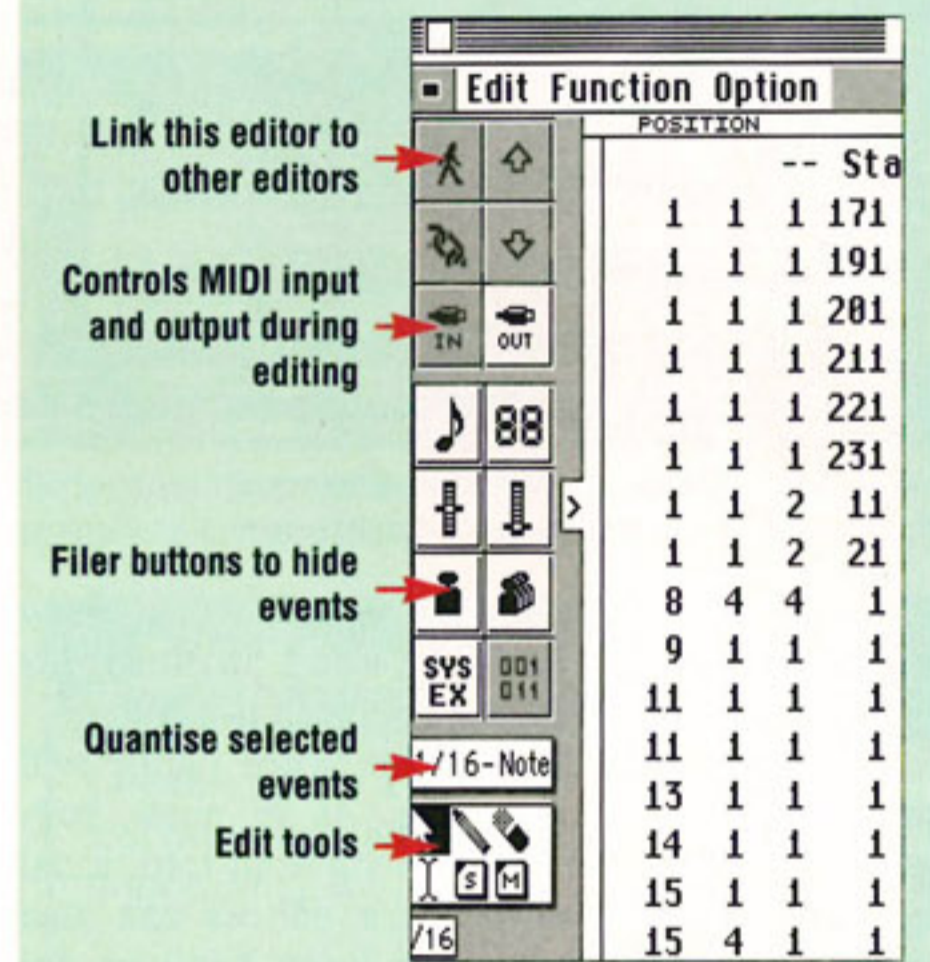 Edit Function Option
POSITION
Link this editor to
other editors
-- Sta
1 1 1 171
1 1 1 191
Controls MIDI input
and output during
editing
IN OUT
1 1 1 201
1 1 1 211
1 1 1 221
88
1 1 1 231
>
1 1 2 11
1 1 2 21
Filer buttons to hide
events
8 4 4 1
9 1 1 1
SYS
EX
001
011
11 1 1 1
Quantise selected
events
1/16-Note
11 1 1 1
13 1 1 1
Edit tools
14 1 1 1
S M
15 1 1 1
/16
15 4 1 1